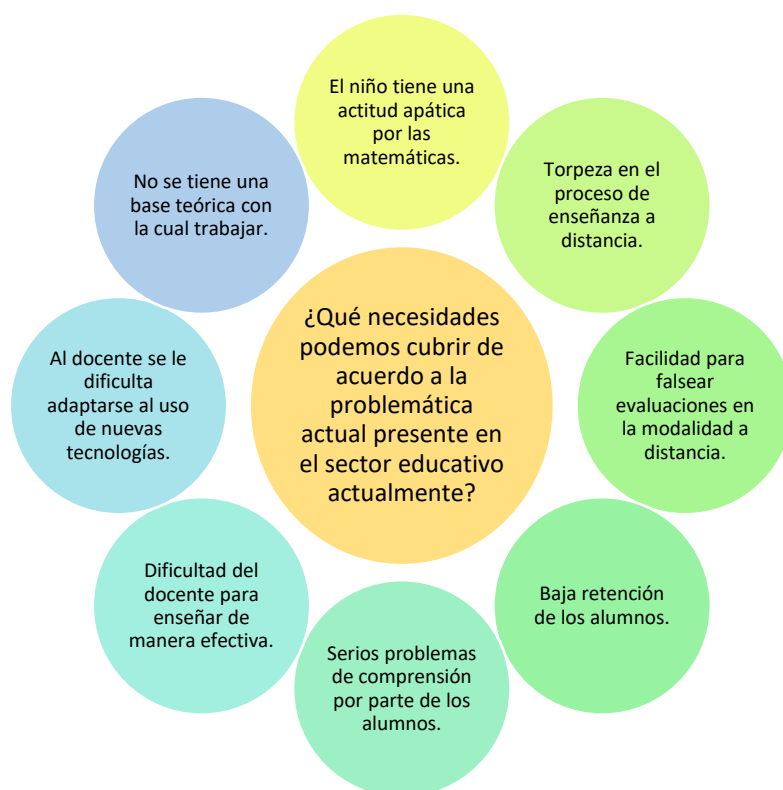 El niño tiene una
actitud apática
por las
matemáticas.
Torpeza en el
proceso de
enseñanza a
distancia.
Facilidad para
falsear
evaluaciones en
la modalidad a
distancia.
Baja retención
de los alumnos.
Serios problemas
de comprensión
por parte de los
alumnos.
Dificultad del
docente para
enseñar de
manera efectiva.
Al docente se le
dificulta
adaptarse al uso
de nuevas
tecnologías.
No se tiene una
base teórica con
la cual trabajar.
¿Qué necesidades
podemos cubrir de
acuerdo a la
problemática
actual presente en
el sector educativo
actualmente?